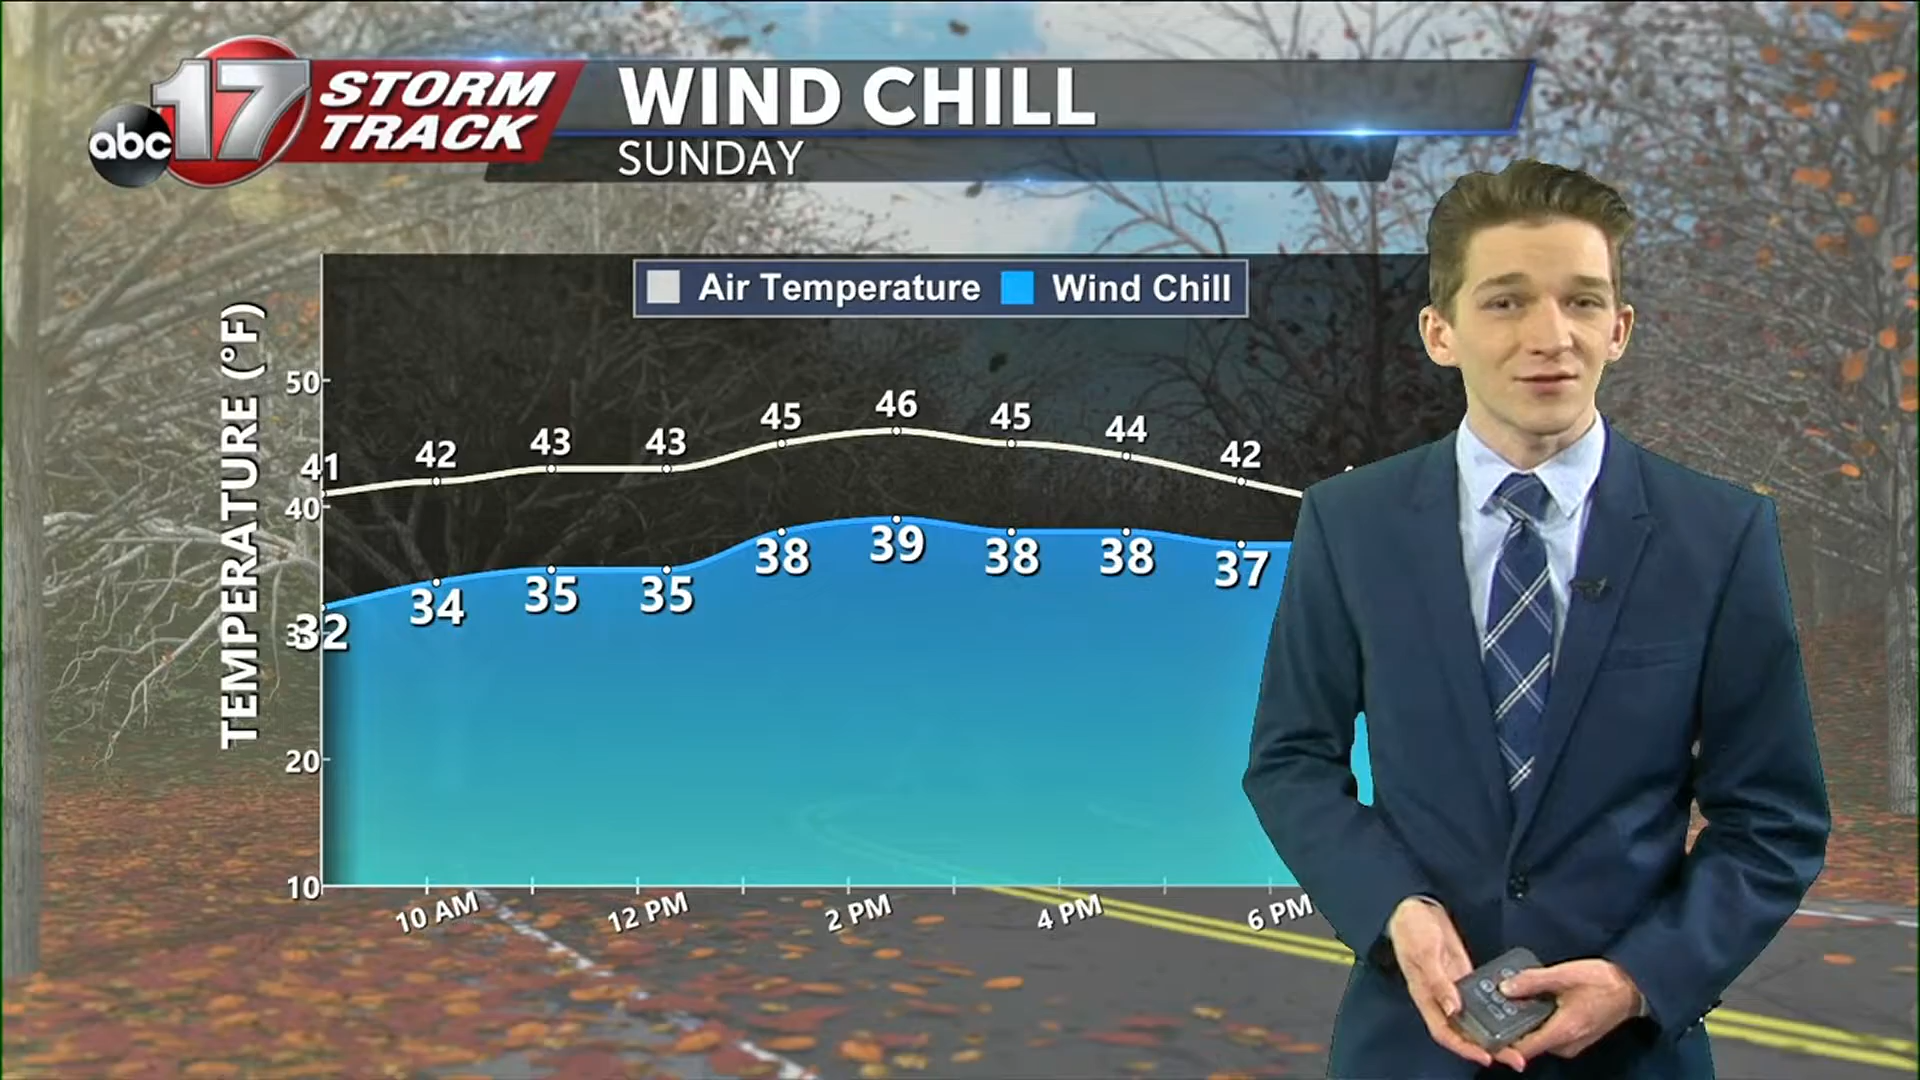 abc 17 STORM TRACK
WIND CHILL
SUNDAY
Air Temperature Wind Chill
TEMPERATURE (°F)
50
40
20
10
41 42 43 43 45 46 45 44 42
32 34 35 35 38 39 38 38 37
10 AM 12 PM 2 PM 4 PM 6 PM